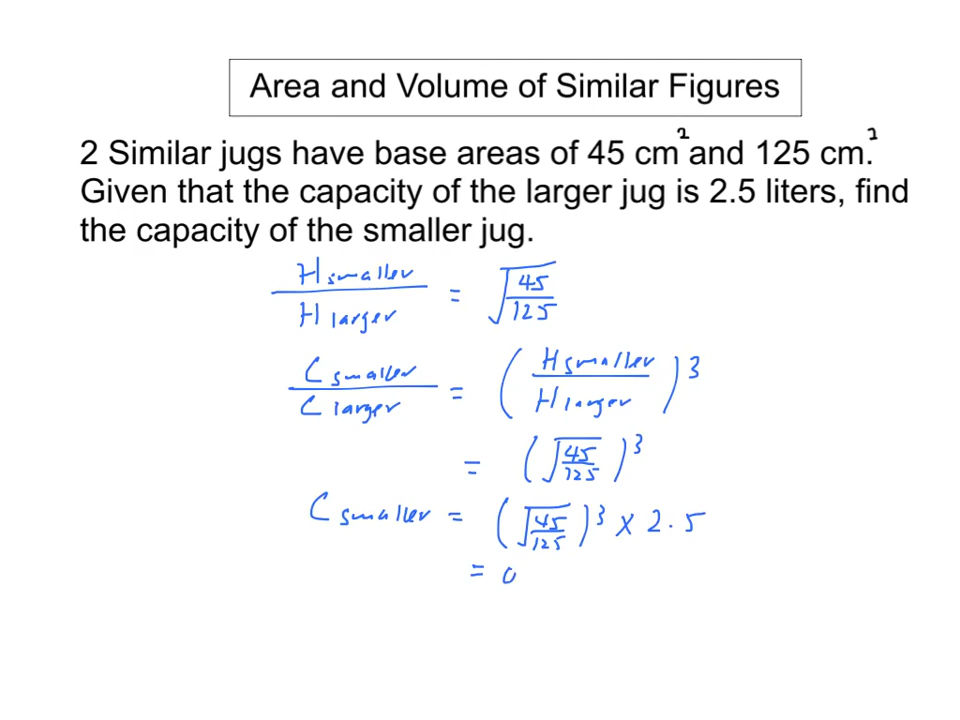 Area and Volume of Similar Figures
2 Similar jugs have base areas of 45 cm² and 125 cm.²
Given that the capacity of the larger jug is 2.5 liters, find
the capacity of the smaller jug.
H smaller / H larger = √(45/125)
C smaller / C larger = (H smaller / H larger)³
= (√(45/125))³
C smaller = (√(45/125))³ × 2.5
= 0